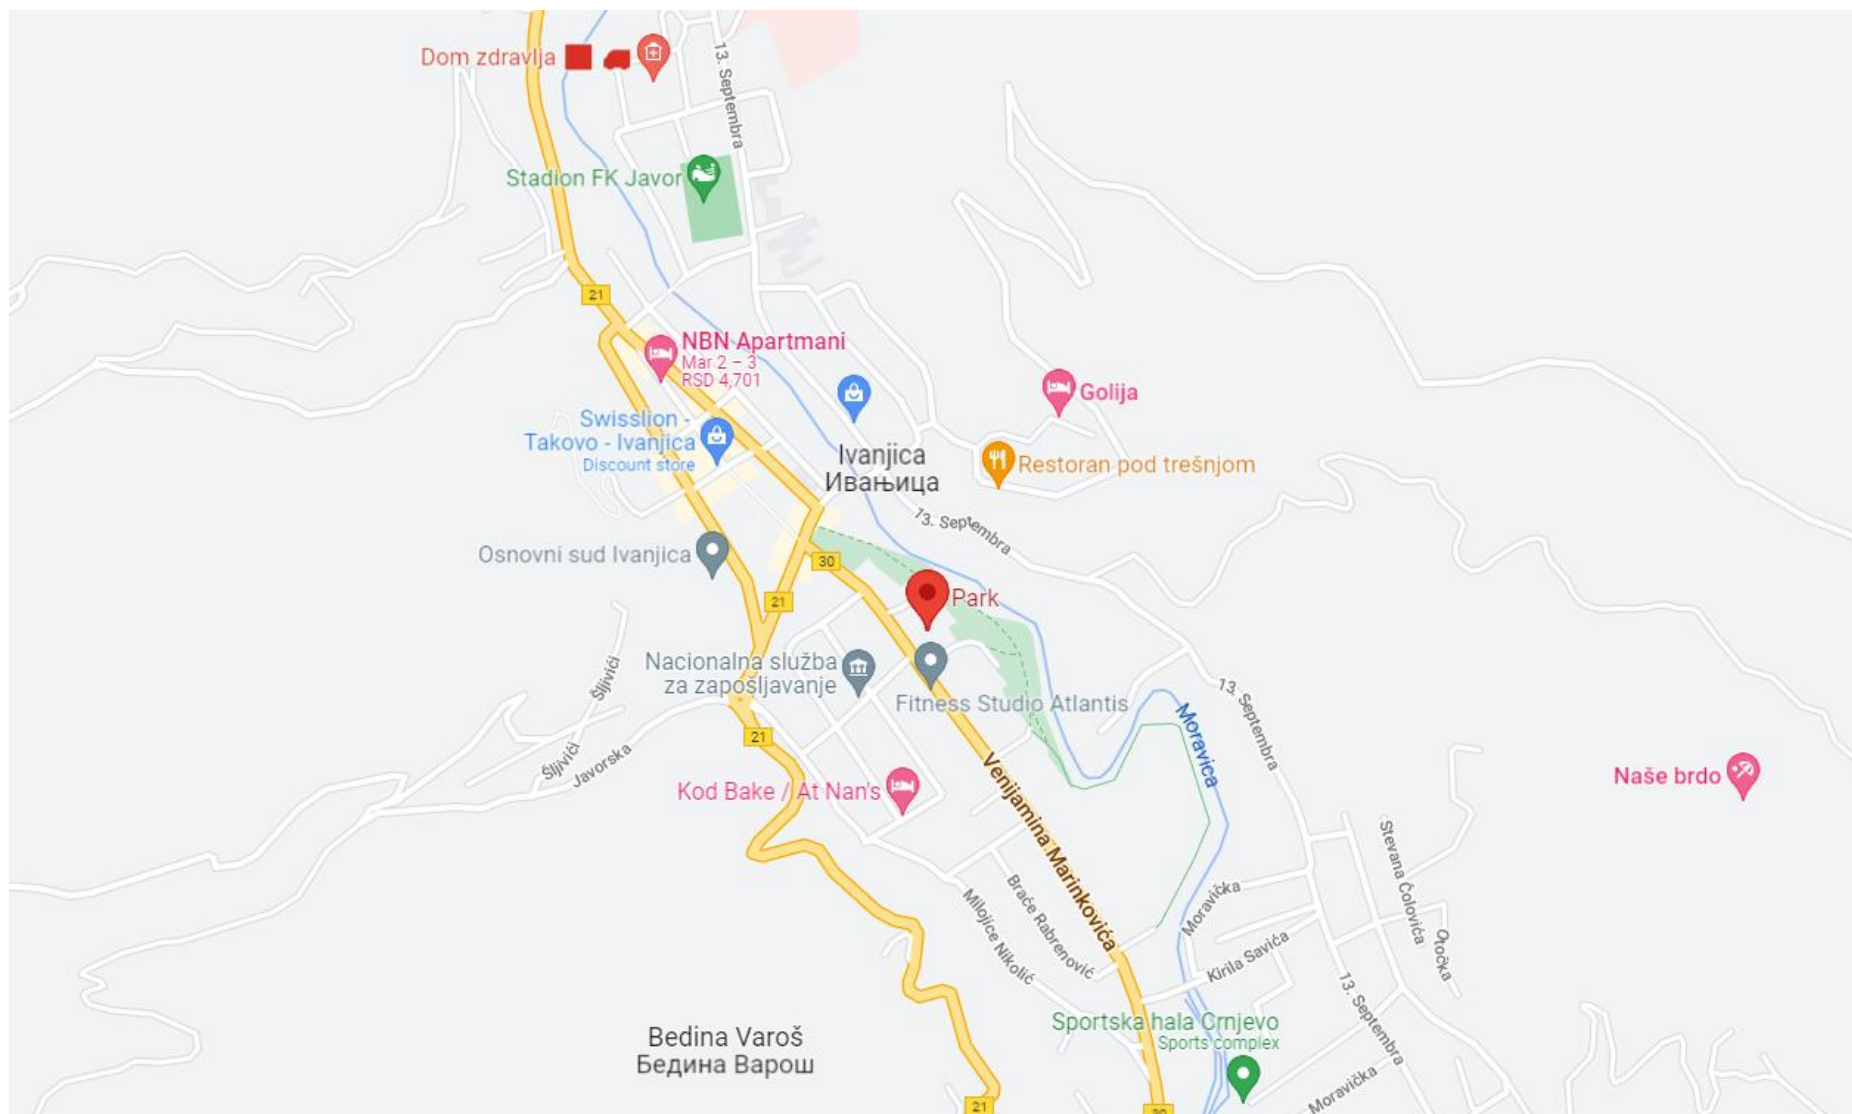 Dom zdravlja
13. Septembra
Stadion FK Javor
21
NBN Apartmani
Mar 2 – 3
RSD 4,701
Golija
Swisslion -
Takovo - Ivanjica
Discount store
Ivanjica
Ивањица
Restoran pod trešnjom
13. Septembra
Osnovni sud Ivanjica
30
21
Park
Nacionalna služba
za zapošljavanje
Šljivići
Fitness Studio Atlantis
13. Septembra
Moravica
21
Šljivići
Javorska
Kod Bake / At Nan's
Venijamina Marinkovića
Naše brdo
Stevana Čolovića
Moravička
Braće Rabrenović
Milojice Nikolić
Otočka
Kirila Savića
13. Septembra
Sportska hala Crnjevo
Sports complex
Bedina Varoš
Бедина Варош
Moravička
21
30